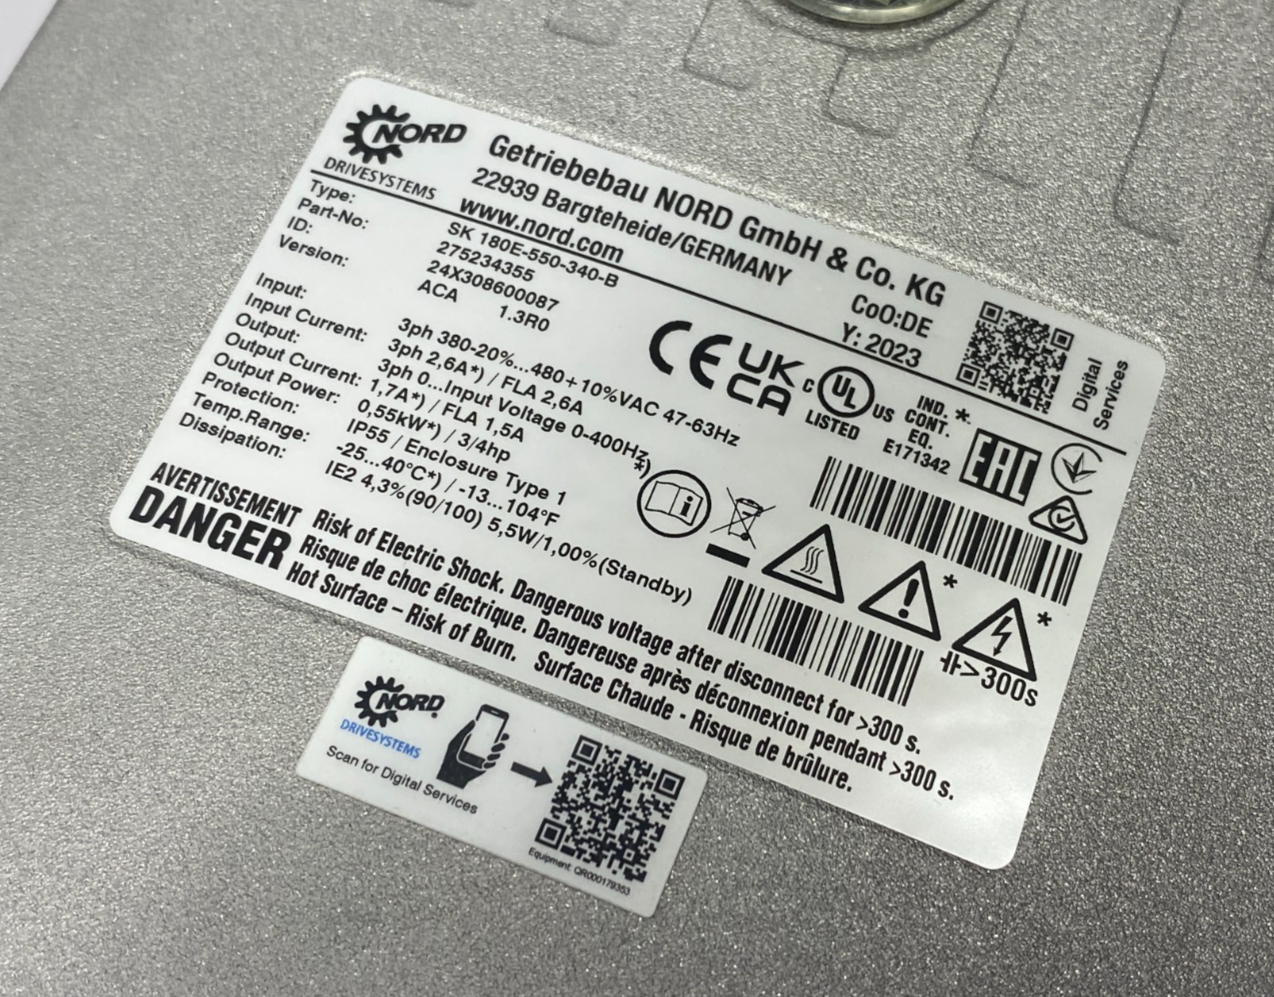 NORD
DRIVESYSTEMS
Getriebebau NORD GmbH & Co. KG
22939 Bargteheide/GERMANY
www.nord.com
CoO:DE
Y: 2023
Digital
Services
Type: SK 180E-550-340-B
Part-No: 275234355
ID: 24X308600087
Version: ACA 1.3R0
Input: 3ph 380-20%...480+10%VAC 47-63Hz
Input Current: 3ph 2,6A*) / FLA 2,6A
Output: 3ph 0...Input Voltage 0-400Hz
Output Current: 1,7A*) / FLA 1,5A
Output Power: 0,55kW*) / 3/4hp
Protection: IP55 / Enclosure Type 1
Temp.Range: -25...40°C*) / -13...104°F
Dissipation: IE2 4,3%(90/100) 5,5W/1,00%(Standby)
CE
UK
CA
C UL US
LISTED
IND. *
CONT.
EQ.
E171342
EAC
*)
*
*
>300s
AVERTISSEMENT
DANGER
Risk of Electric Shock. Dangerous voltage after disconnect for >300 s.
Risque de choc électrique. Dangereuse après déconnexion pendant >300 s.
Hot Surface – Risk of Burn. Surface Chaude - Risque de brûlure.
NORD
DRIVESYSTEMS
Scan for Digital Services
Equipment: QR000179353